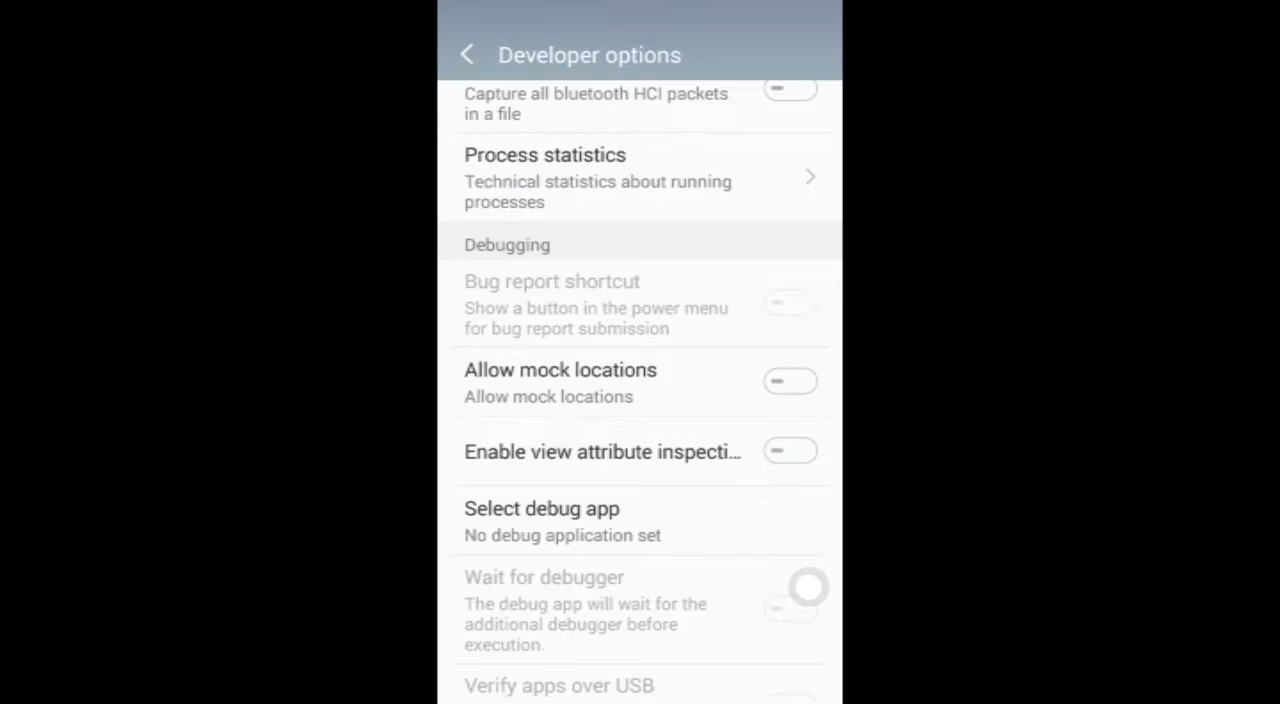 Developer options
Capture all bluetooth HCI packets
in a file
Process statistics
Technical statistics about running
processes
Debugging
Bug report shortcut
Show a button in the power menu
for bug report submission
Allow mock locations
Allow mock locations
Enable view attribute inspecti...
Select debug app
No debug application set
Wait for debugger
The debug app will wait for the
additional debugger before
execution.
Verify apps over USB